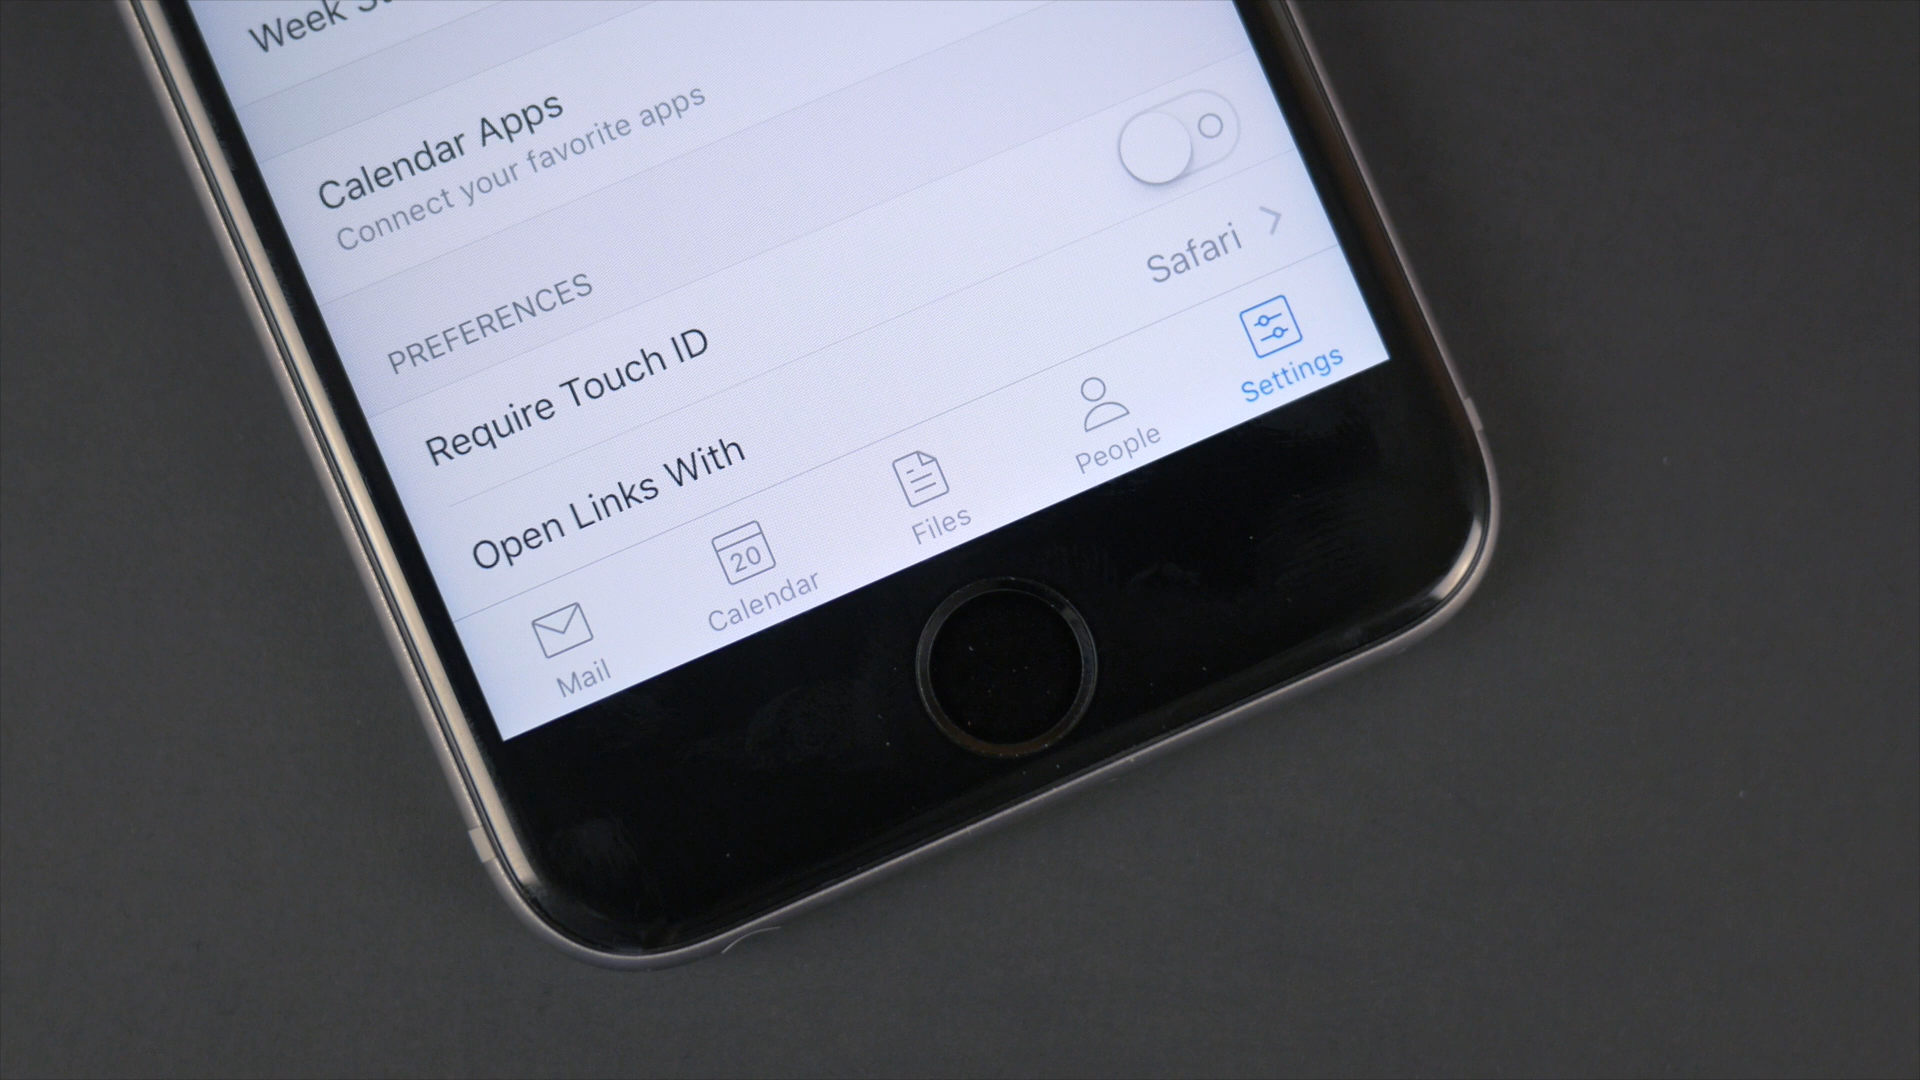 Week
Calendar Apps
Connect your favorite apps
PREFERENCES
Require Touch ID
Open Links With
Safari
Mail
20
Calendar
Files
People
Settings